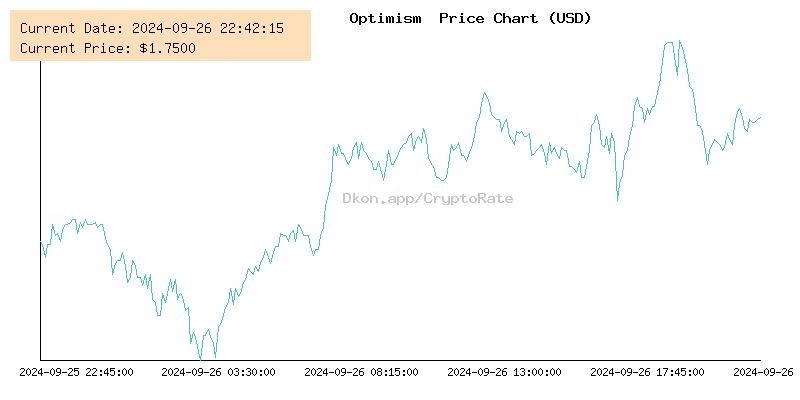 Optimism Price Chart (USD)
Current Date: 2024-09-26 22:42:15
Current Price: $1.7500
Dkon.app/CryptoRate
2024-09-25 22:45:00 2024-09-26 03:30:00 2024-09-26 08:15:00 2024-09-26 13:00:00 2024-09-26 17:45:00 2024-09-26